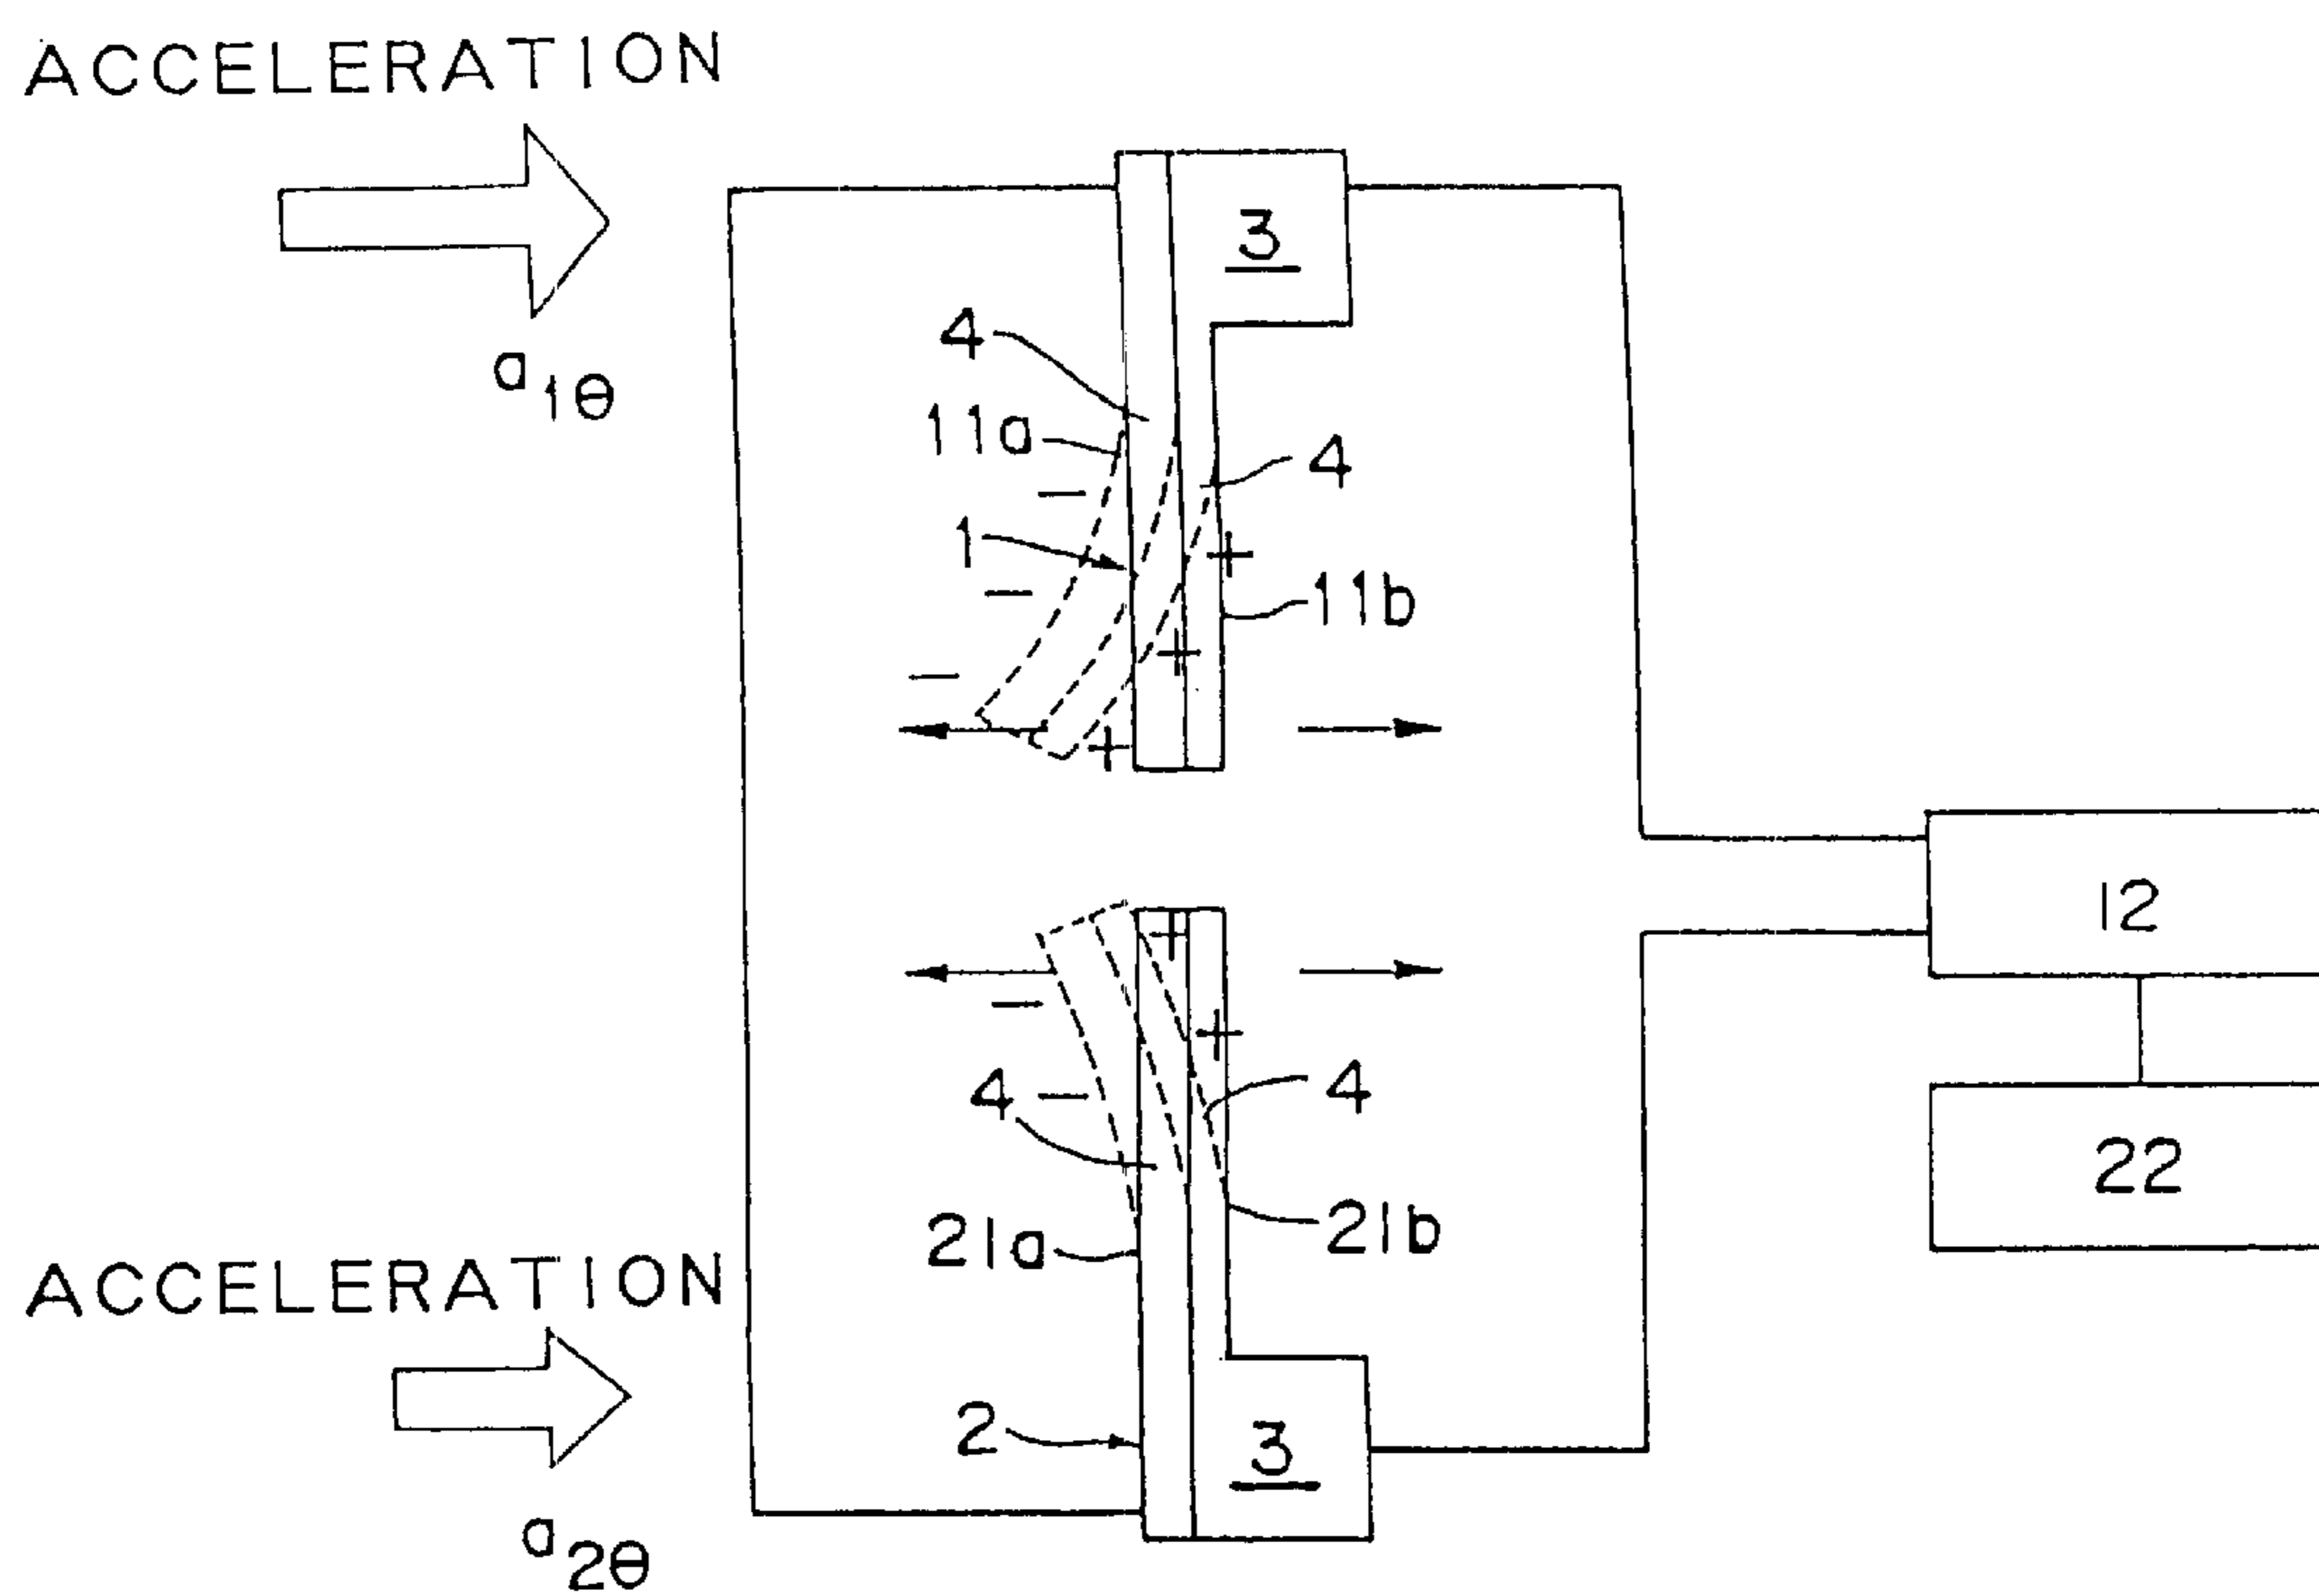 ACCELERATION
a1θ
3
4
11a
4
1
11b
12
4
4
22
21a
21b
ACCELERATION
2
3
a2θ